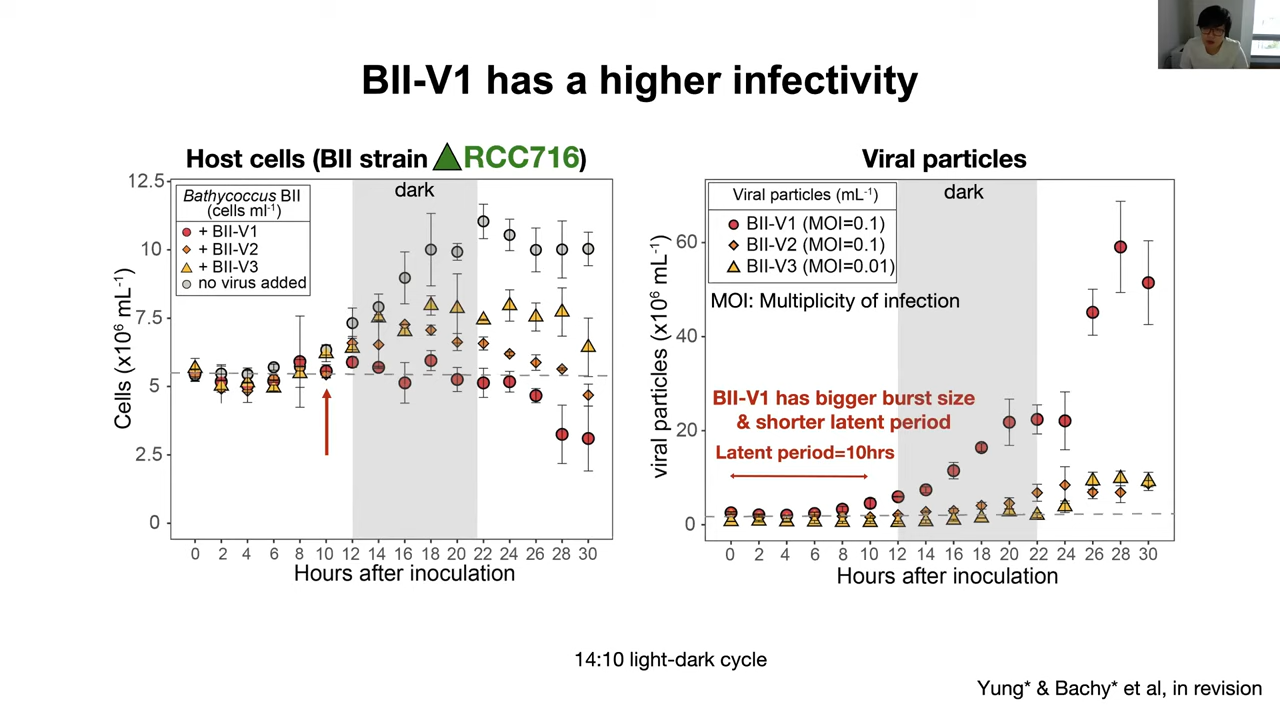 BII-V1 has a higher infectivity
Host cells (BII strain RCC716)
12.5
10
7.5
5
2.5
0
Cells (x10⁶ mL⁻¹)
Bathycoccus BII
(cells ml⁻¹)
+ BII-V1
+ BII-V2
+ BII-V3
no virus added
dark
0 2 4 6 8 10 12 14 16 18 20 22 24 26 28 30
Hours after inoculation
Viral particles
60
40
20
0
viral particles (x10⁶ mL⁻¹)
Viral particles (mL⁻¹)
BII-V1 (MOI=0.1)
BII-V2 (MOI=0.1)
BII-V3 (MOI=0.01)
dark
MOI: Multiplicity of infection
BII-V1 has bigger burst size
& shorter latent period
Latent period=10hrs
0 2 4 6 8 10 12 14 16 18 20 22 24 26 28 30
Hours after inoculation
14:10 light-dark cycle
Yung* & Bachy* et al, in revision